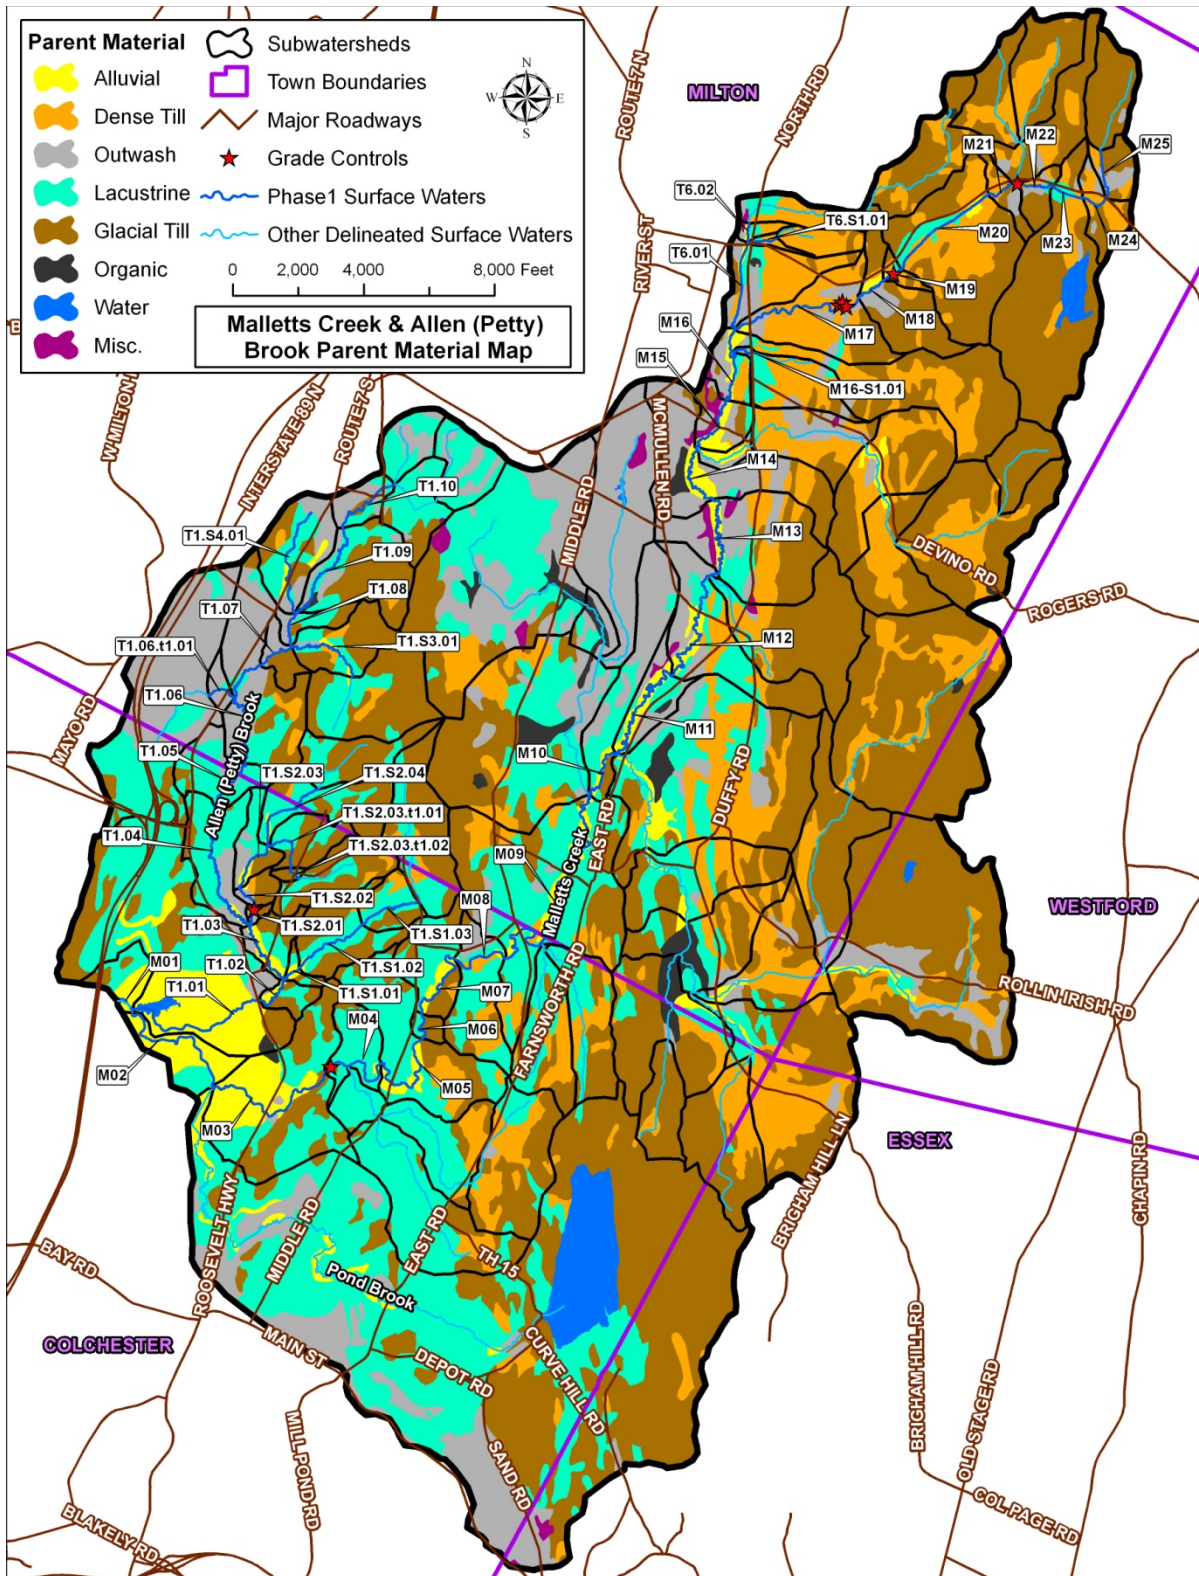 Parent Material
Alluvial
Dense Till
Outwash
Lacustrine
Glacial Till
Organic
Water
Misc.
Subwatersheds
Town Boundaries
Major Roadways
Grade Controls
Phase1 Surface Waters
Other Delineated Surface Waters
N
W E
S
0 2,000 4,000 8,000 Feet
Malletts Creek & Allen (Petty)
Brook Parent Material Map
MILTON
ROUTE-7-N
NORTH RD
RIVER ST
M21
M22
M25
T6.02
T6.S1.01
M20
M23
M24
T6.01
M19
M18
M17
M16
M15
M16-S1.01
W MILTON
INTERSTATE-89 N
ROUTE-7-S
MCMULLEN RD
MIDDLE RD
M14
M13
T1.10
T1.S4.01
T1.09
T1.08
T1.07
T1.S3.01
DEVINO RD
ROGERS RD
M12
T1.06.t1.01
T1.06
MAYO RD
M11
M10
T1.05
Allen (Petty) Brook
T1.S2.03
T1.S2.04
DUFFY RD
T1.S2.03.t1.01
T1.04
T1.S2.03.t1.02
EAST RD
Malletts Creek
M09
T1.S2.02
M08
T1.S2.01
T1.S1.03
WESTFORD
T1.03
T1.S1.02
M01
T1.02
T1.01
T1.S1.01
M07
ROLLIN IRISH RD
FARNSWORTH RD
M04
M06
M02
M05
M03
BRIGHAM HILL LN
ESSEX
CHAPIN RD
ROOSEVELT HWY
MIDDLE RD
EAST RD
TH-15
BAY RD
Pond Brook
COLCHESTER
MAIN ST
CURVE HILL RD
DEPOT RD
BRIGHAM HILL RD
OLD STAGE RD
MILL POND RD
SAND RD
COL PAGE RD
BLAKELY RD